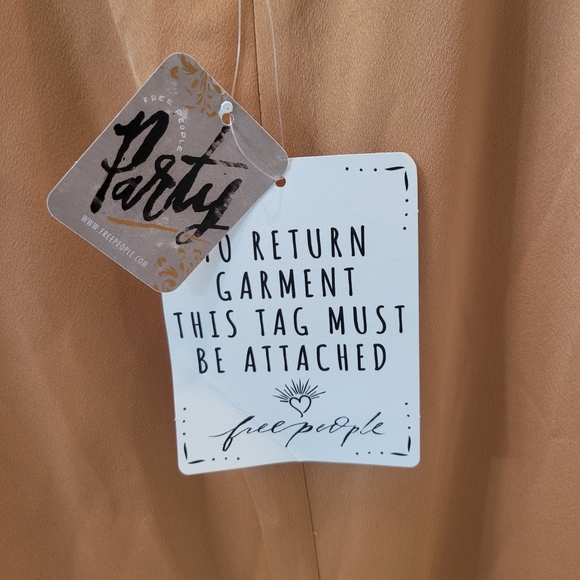 FREE PEOPLE
Party
WWW.FREEPEOPLE.COM
TO RETURN
GARMENT
THIS TAG MUST
BE ATTACHED
free people